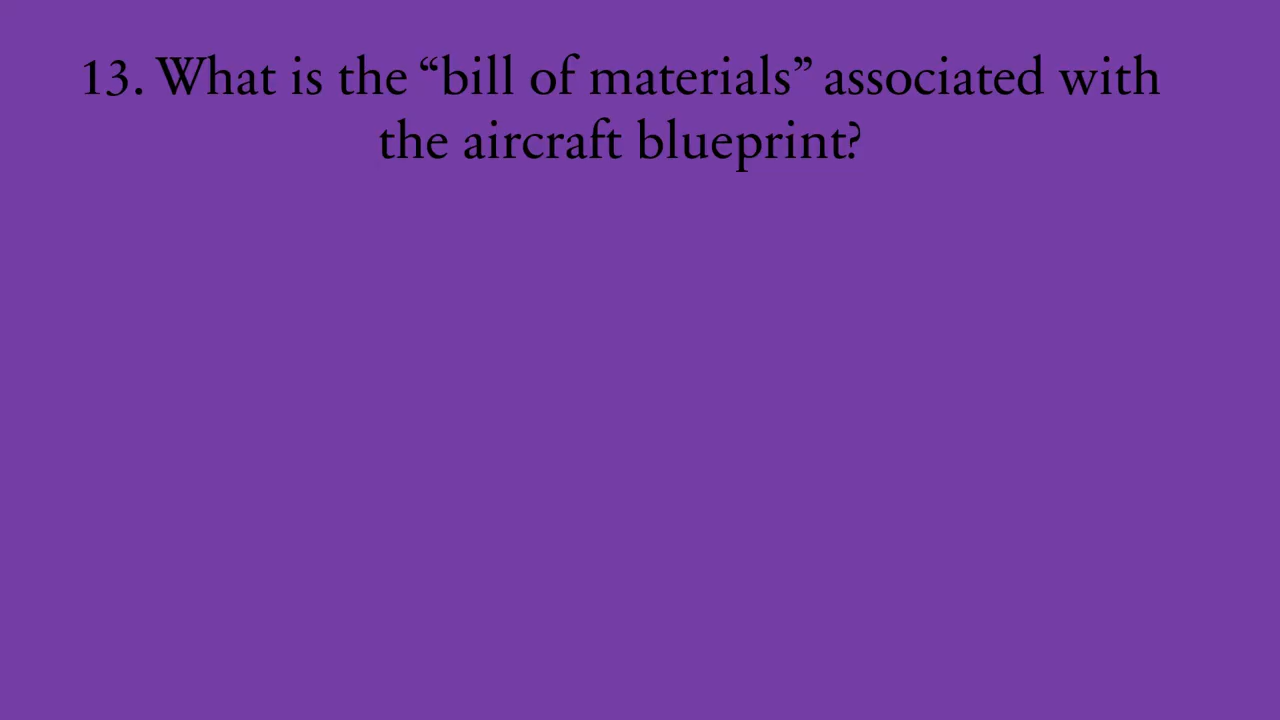 13. What is the “bill of materials” associated with
the aircraft blueprint?